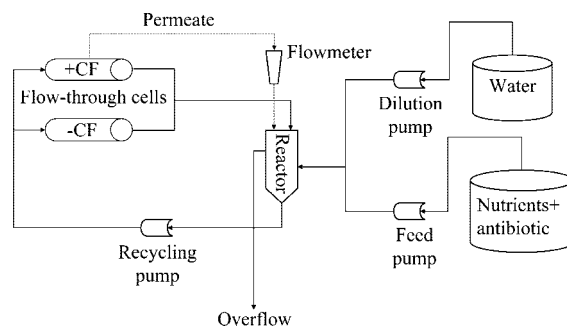 Permeate
+CF
Flowmeter
Flow-through cells
-CF
Dilution
pump
Water
Reactor
Nutrients+
antibiotic
Feed
pump
Recycling
pump
Overflow